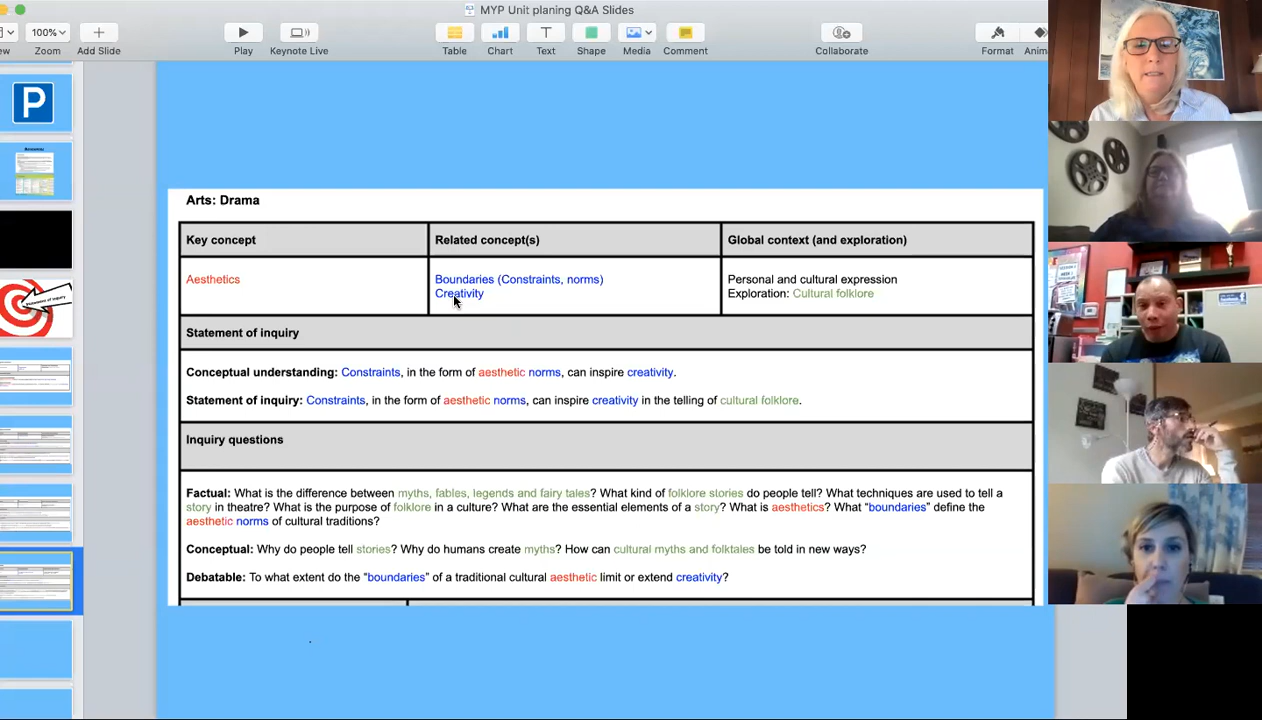 MYP Unit planing Q&A Slides
100%
Zoom
Add Slide
Play
Keynote Live
Table
Chart
Text
Shape
Media
Comment
Collaborate
Format
Anim
P
Arts: Drama
Key concept
Related concept(s)
Global context (and exploration)
Aesthetics
Boundaries (Constraints, norms)
Creativity
Personal and cultural expression
Exploration: Cultural folklore
Statement of inquiry
Conceptual understanding: Constraints, in the form of aesthetic norms, can inspire creativity.
Statement of inquiry: Constraints, in the form of aesthetic norms, can inspire creativity in the telling of cultural folklore.
Inquiry questions
Factual: What is the difference between myths, fables, legends and fairy tales? What kind of folklore stories do people tell? What techniques are used to tell a
story in theatre? What is the purpose of folklore in a culture? What are the essential elements of a story? What is aesthetics? What “boundaries” define the
aesthetic norms of cultural traditions?
Conceptual: Why do people tell stories? Why do humans create myths? How can cultural myths and folktales be told in new ways?
Debatable: To what extent do the “boundaries” of a traditional cultural aesthetic limit or extend creativity?